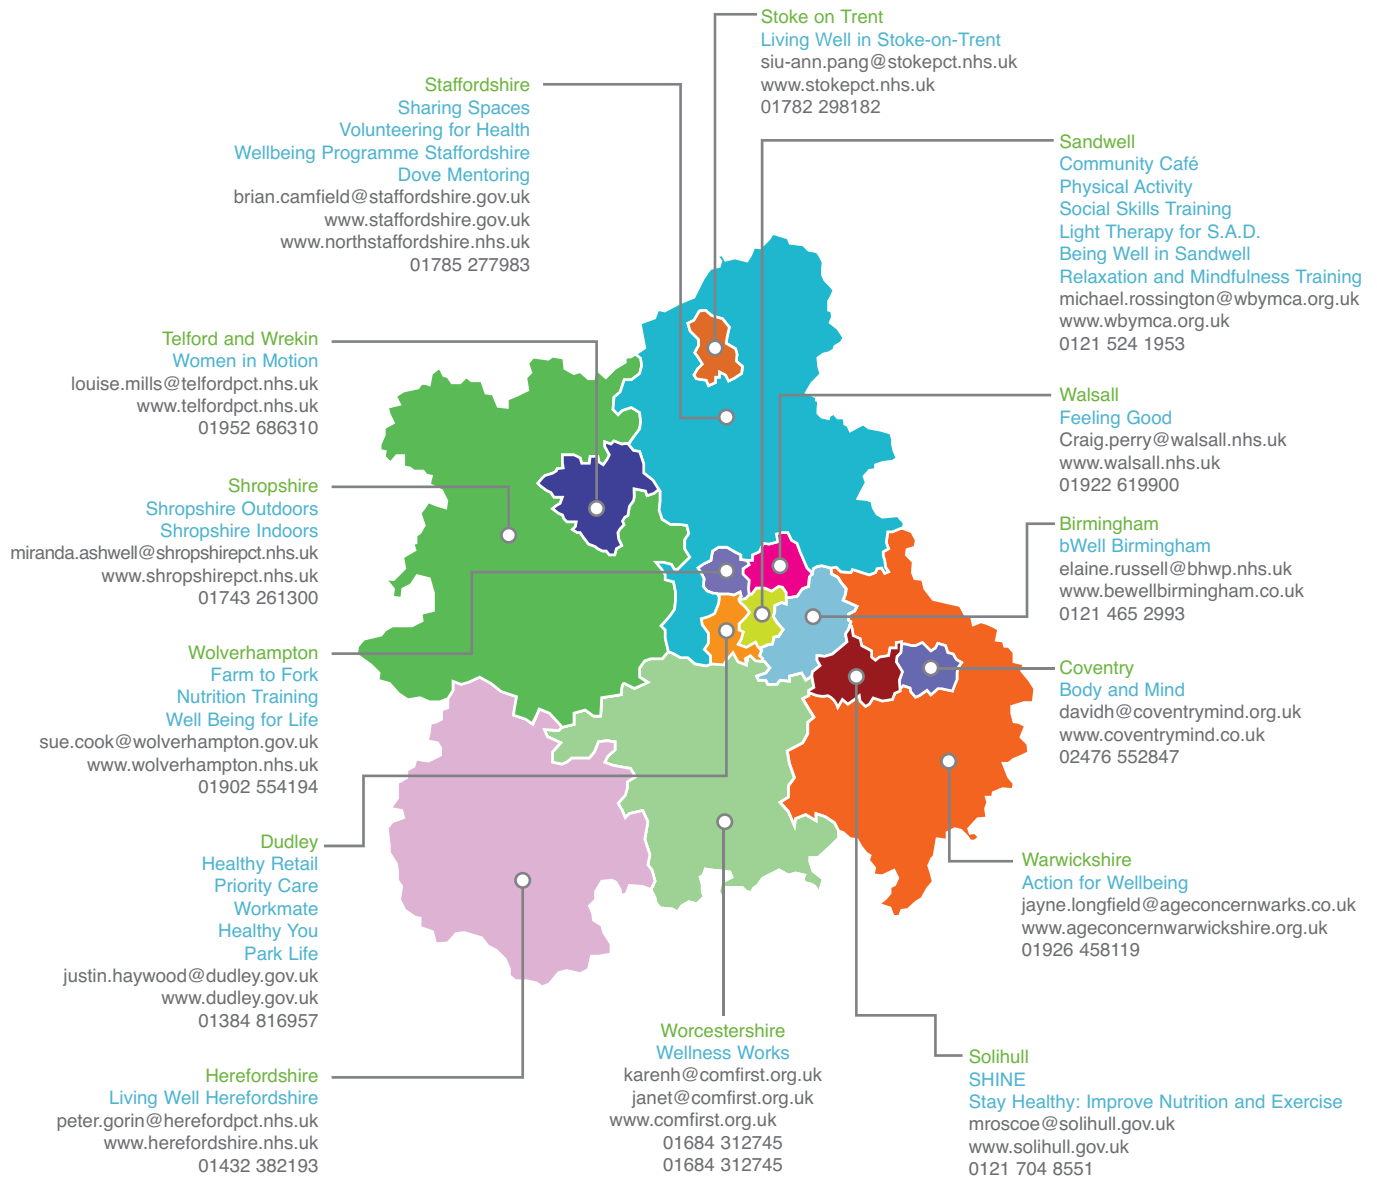 Stoke on Trent
Living Well in Stoke-on-Trent
siu-ann.pang@stokepct.nhs.uk
www.stokepct.nhs.uk
01782 298182
Staffordshire
Sharing Spaces
Volunteering for Health
Wellbeing Programme Staffordshire
Dove Mentoring
brian.camfield@staffordshire.gov.uk
www.staffordshire.gov.uk
www.northstaffordshire.nhs.uk
01785 277983
Sandwell
Community Café
Physical Activity
Social Skills Training
Light Therapy for S.A.D.
Being Well in Sandwell
Relaxation and Mindfulness Training
michael.rossington@wbymca.org.uk
www.wbymca.org.uk
0121 524 1953
Telford and Wrekin
Women in Motion
louise.mills@telfordpct.nhs.uk
www.telfordpct.nhs.uk
01952 686310
Walsall
Feeling Good
Craig.perry@walsall.nhs.uk
www.walsall.nhs.uk
01922 619900
Shropshire
Shropshire Outdoors
Shropshire Indoors
miranda.ashwell@shropshirepct.nhs.uk
www.shropshirepct.nhs.uk
01743 261300
Birmingham
bWell Birmingham
elaine.russell@bhwp.nhs.uk
www.bewellbirmingham.co.uk
0121 465 2993
Wolverhampton
Farm to Fork
Nutrition Training
Well Being for Life
sue.cook@wolverhampton.gov.uk
www.wolverhampton.nhs.uk
01902 554194
Coventry
Body and Mind
davidh@coventrymind.org.uk
www.coventrymind.co.uk
02476 552847
Dudley
Healthy Retail
Priority Care
Workmate
Healthy You
Park Life
justin.haywood@dudley.gov.uk
www.dudley.gov.uk
01384 816957
Warwickshire
Action for Wellbeing
jayne.longfield@ageconcernwarks.co.uk
www.ageconcernwarwickshire.org.uk
01926 458119
Herefordshire
Living Well Herefordshire
peter.gorin@herefordpct.nhs.uk
www.herefordshire.nhs.uk
01432 382193
Worcestershire
Wellness Works
karenh@comfirst.org.uk
janet@comfirst.org.uk
www.comfirst.org.uk
01684 312745
01684 312745
Solihull
SHINE
Stay Healthy: Improve Nutrition and Exercise
mroscoe@solihull.gov.uk
www.solihull.gov.uk
0121 704 8551